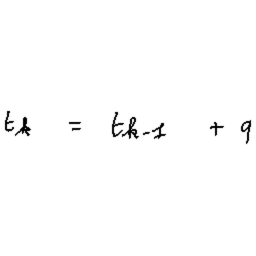 t_k = t_{k-1} + q